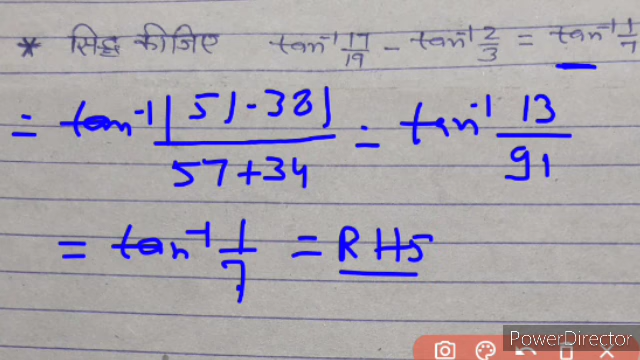 * सिद्ध कीजिए tan⁻¹ 17/19 - tan⁻¹ 2/3 = tan⁻¹ 1/7
= tan⁻¹ (51-38)/(57+34) = tan⁻¹ 13/91
= tan⁻¹ 1/7 = RHS
PowerDirector